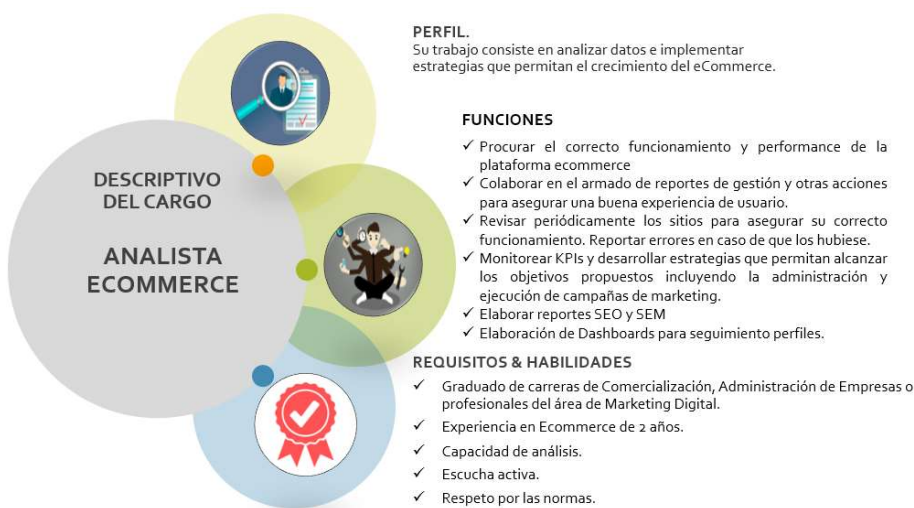 DESCRIPTIVO
DEL CARGO
ANALISTA
ECOMMERCE
PERFIL.
Su trabajo consiste en analizar datos e implementar
estrategias que permitan el crecimiento del eCommerce.
FUNCIONES
✓ Procurar el correcto funcionamiento y performance de la
plataforma ecommerce
✓ Colaborar en el armado de reportes de gestión y otras acciones
para asegurar una buena experiencia de usuario.
✓ Revisar periódicamente los sitios para asegurar su correcto
funcionamiento. Reportar errores en caso de que los hubiese.
✓ Monitorear KPIs y desarrollar estrategias que permitan alcanzar
los objetivos propuestos incluyendo la administración y
ejecución de campañas de marketing.
✓ Elaborar reportes SEO y SEM
✓ Elaboración de Dashboards para seguimiento perfiles.
REQUISITOS & HABILIDADES
✓ Graduado de carreras de Comercialización, Administración de Empresas o
profesionales del área de Marketing Digital.
✓ Experiencia en Ecommerce de 2 años.
✓ Capacidad de análisis.
✓ Escucha activa.
✓ Respeto por las normas.